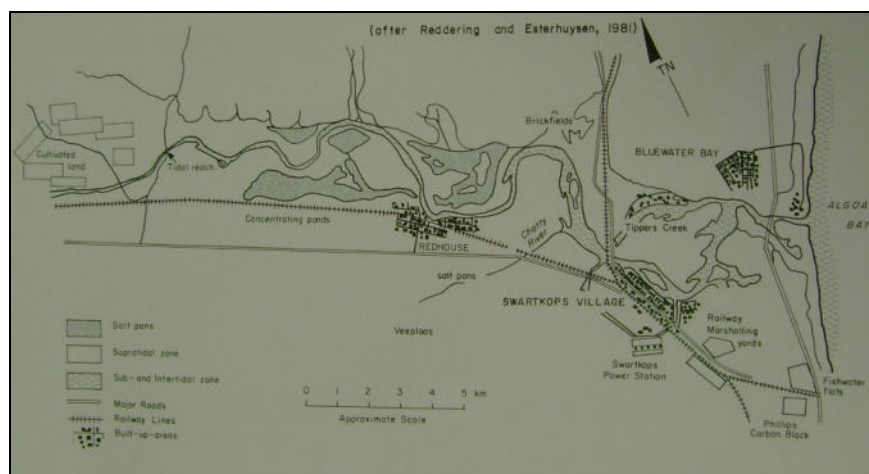 (after Reddering and Esterhuysen, 1981)
TN
Brickfields
BLUEWATER BAY
Cultivated
land
Tidal reach
ALGOA
BAY
Concentrating ponds
Chatty
River
Tippers Creek
REDHOUSE
salt pans
SWARTKOPS VILLAGE
Salt pans
Veeplaas
Railway
Marshalling
yards
Supratidal zone
Swartkops
Power Station
Sub- and Intertidal zone
0 1 2 3 4 5 km
Fishwater
Flats
Major Roads
Approximate Scale
Railway Lines
Phillips
Carbon Black
Built-up-areas